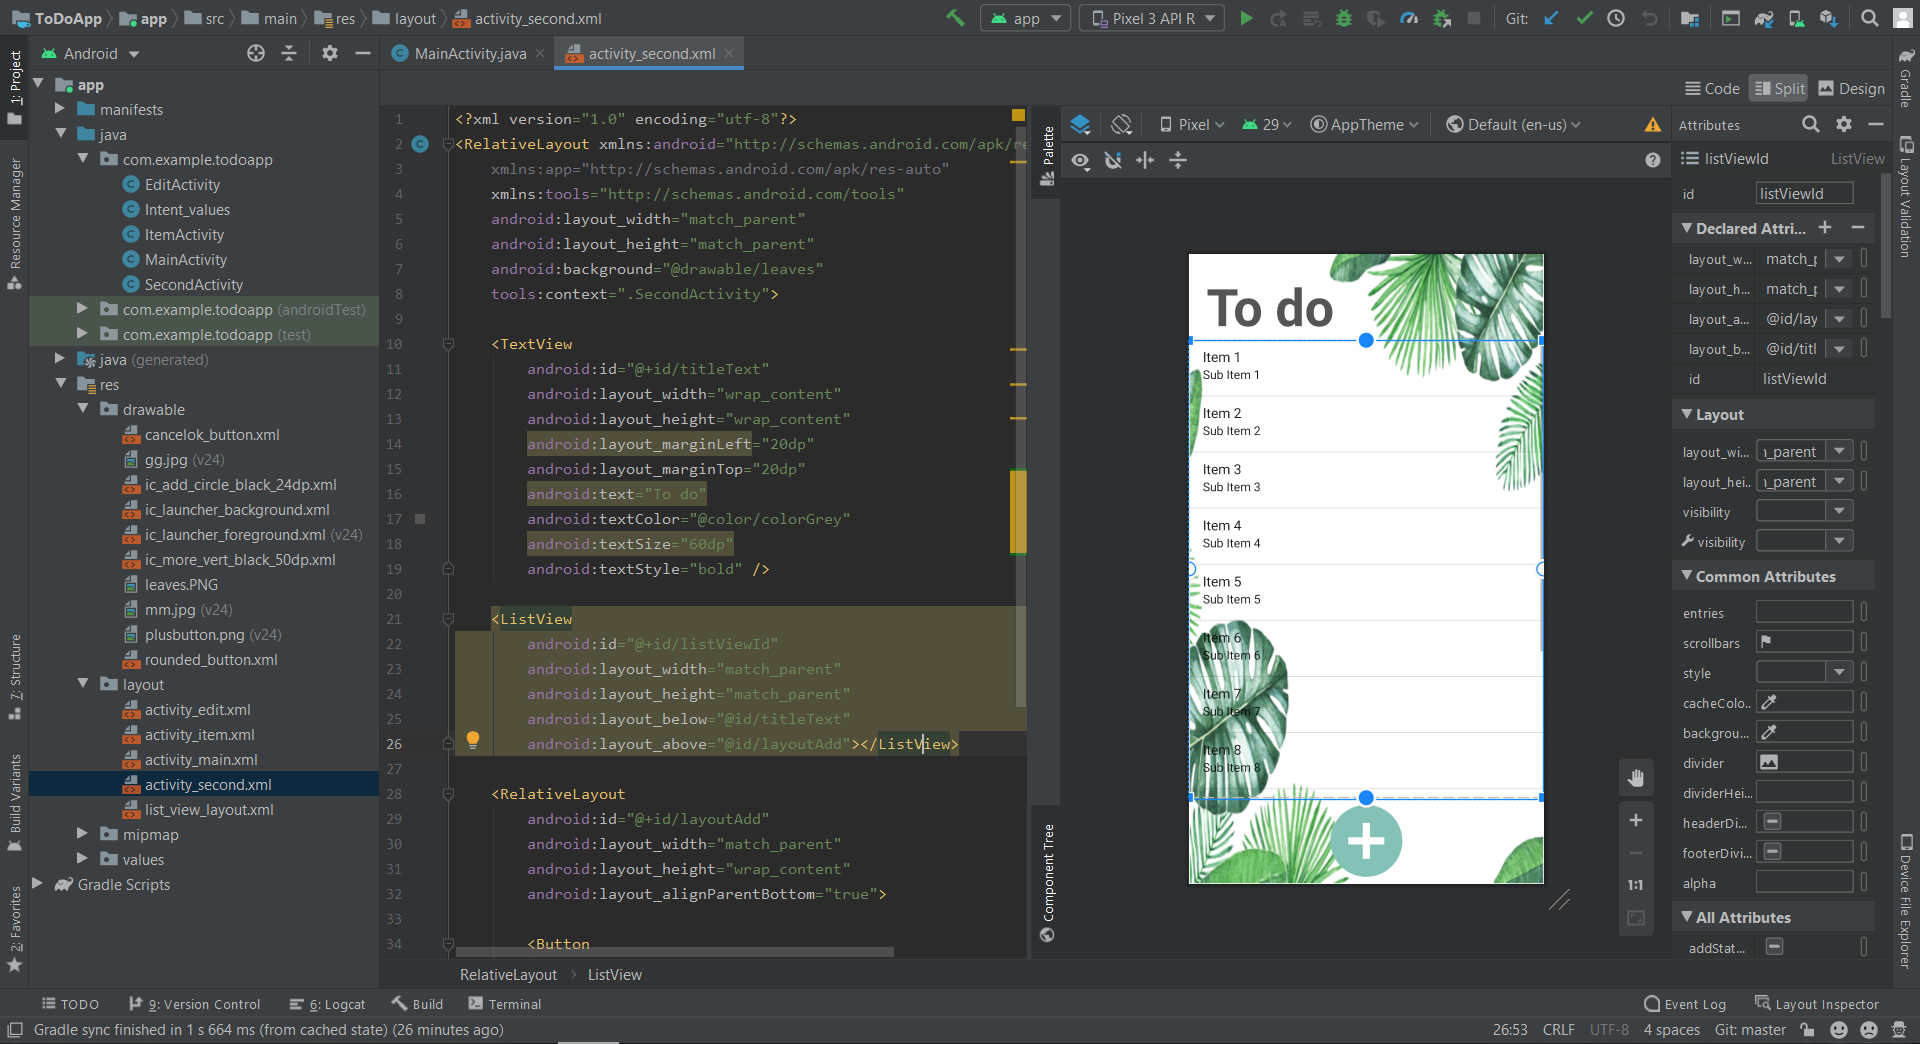 ToDoApp app src main res layout activity_second.xml
app Pixel 3 API R Git:
Android
MainActivity.java activity_second.xml
Code Split Design
1: Project
Resource Manager
7: Structure
Build Variants
2: Favorites
app
manifests
java
com.example.todoapp
EditActivity
Intent_values
ItemActivity
MainActivity
SecondActivity
com.example.todoapp (androidTest)
com.example.todoapp (test)
java (generated)
res
drawable
cancelok_button.xml
gg.jpg (v24)
ic_add_circle_black_24dp.xml
ic_launcher_background.xml
ic_launcher_foreground.xml (v24)
ic_more_vert_black_50dp.xml
leaves.PNG
mm.jpg (v24)
plusbutton.png (v24)
rounded_button.xml
layout
activity_edit.xml
activity_item.xml
activity_main.xml
activity_second.xml
list_view_layout.xml
mipmap
values
Gradle Scripts
1 <?xml version="1.0" encoding="utf-8"?>
2 <RelativeLayout xmlns:android="http://schemas.android.com/apk/re
3 xmlns:app="http://schemas.android.com/apk/res-auto"
4 xmlns:tools="http://schemas.android.com/tools"
5 android:layout_width="match_parent"
6 android:layout_height="match_parent"
7 android:background="@drawable/leaves"
8 tools:context=".SecondActivity">
9
10 <TextView
11 android:id="@+id/titleText"
12 android:layout_width="wrap_content"
13 android:layout_height="wrap_content"
14 android:layout_marginLeft="20dp"
15 android:layout_marginTop="20dp"
16 android:text="To do"
17 android:textColor="@color/colorGrey"
18 android:textSize="60dp"
19 android:textStyle="bold" />
20
21 <ListView
22 android:id="@+id/listViewId"
23 android:layout_width="match_parent"
24 android:layout_height="match_parent"
25 android:layout_below="@id/titleText"
26 android:layout_above="@id/layoutAdd"></ListView>
27
28 <RelativeLayout
29 android:id="@+id/layoutAdd"
30 android:layout_width="match_parent"
31 android:layout_height="wrap_content"
32 android:layout_alignParentBottom="true">
33
34 <Button
RelativeLayout ListView
Palette
Component Tree
Pixel 29 AppTheme Default (en-us)
To do
Item 1
Sub Item 1
Item 2
Sub Item 2
Item 3
Sub Item 3
Item 4
Sub Item 4
Item 5
Sub Item 5
Item 6
Sub Item 6
Item 7
Sub Item 7
Item 8
Sub Item 8
1:1
Attributes
listViewId ListView
id listViewId
Declared Attri...
layout_w... match_p
layout_h... match_p
layout_a... @id/lay
layout_b... @id/titl
id listViewId
Layout
layout_wi... _parent
layout_hei... _parent
visibility
visibility
Common Attributes
entries
scrollbars
style
cacheColo...
backgrou...
divider
dividerHei...
headerDi...
footerDivi...
alpha
All Attributes
addStat...
Gradle
Layout Validation
Device File Explorer
TODO 9: Version Control 6: Logcat Build Terminal Event Log Layout Inspector
Gradle sync finished in 1 s 664 ms (from cached state) (26 minutes ago) 26:53 CRLF UTF-8 4 spaces Git: master